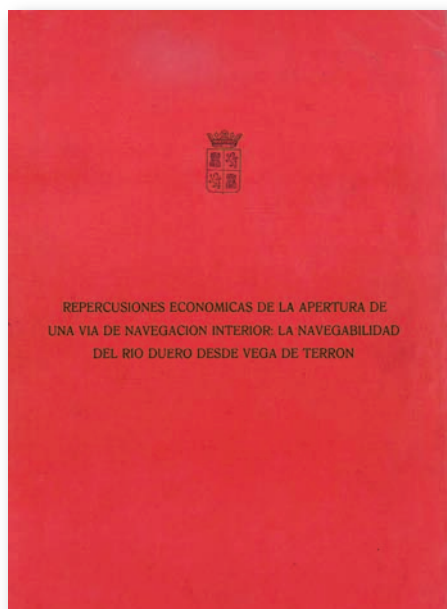 REPERCUSIONES ECONOMICAS DE LA APERTURA DE
UNA VIA DE NAVEGACION INTERIOR: LA NAVEGABILIDAD
DEL RIO DUERO DESDE VEGA DE TERRON